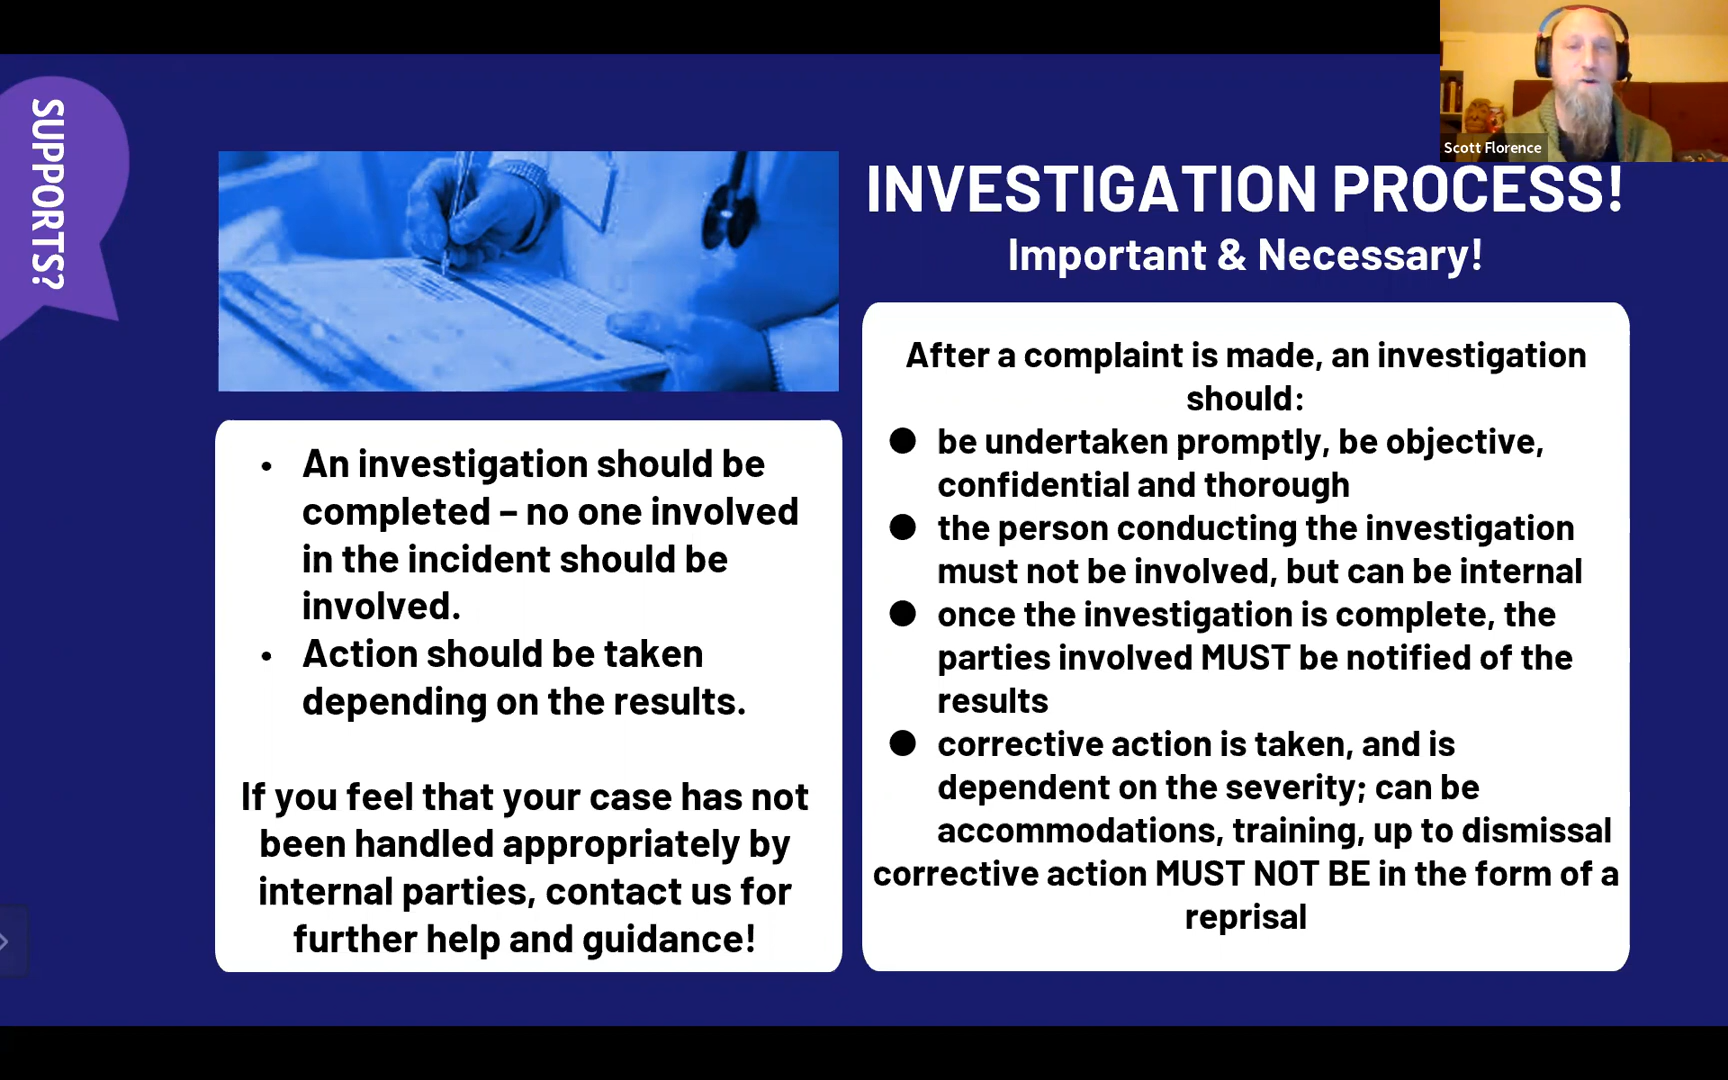 SUPPORTS?
Scott Florence
INVESTIGATION PROCESS!
Important & Necessary!
• An investigation should be
completed – no one involved
in the incident should be
involved.
• Action should be taken
depending on the results.
If you feel that your case has not
been handled appropriately by
internal parties, contact us for
further help and guidance!
After a complaint is made, an investigation
should:
● be undertaken promptly, be objective,
confidential and thorough
● the person conducting the investigation
must not be involved, but can be internal
● once the investigation is complete, the
parties involved MUST be notified of the
results
● corrective action is taken, and is
dependent on the severity; can be
accommodations, training, up to dismissal
corrective action MUST NOT BE in the form of a
reprisal